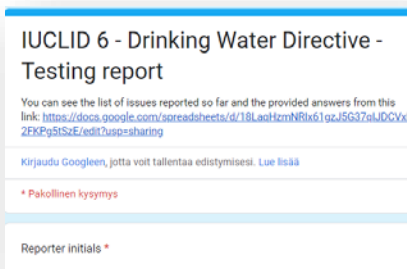 IUCLID 6 - Drinking Water Directive -
Testing report
You can see the list of issues reported so far and the provided answers from this
link: https://docs.google.com/spreadsheets/d/18LaqHzmNRlx61gzJ5G37qlJDCVx
2FKPg5tSzE/edit?usp=sharing
Kirjaudu Googleen, jotta voit tallentaa edistymisesi. Lue lisää
* Pakollinen kysymys
Reporter initials *